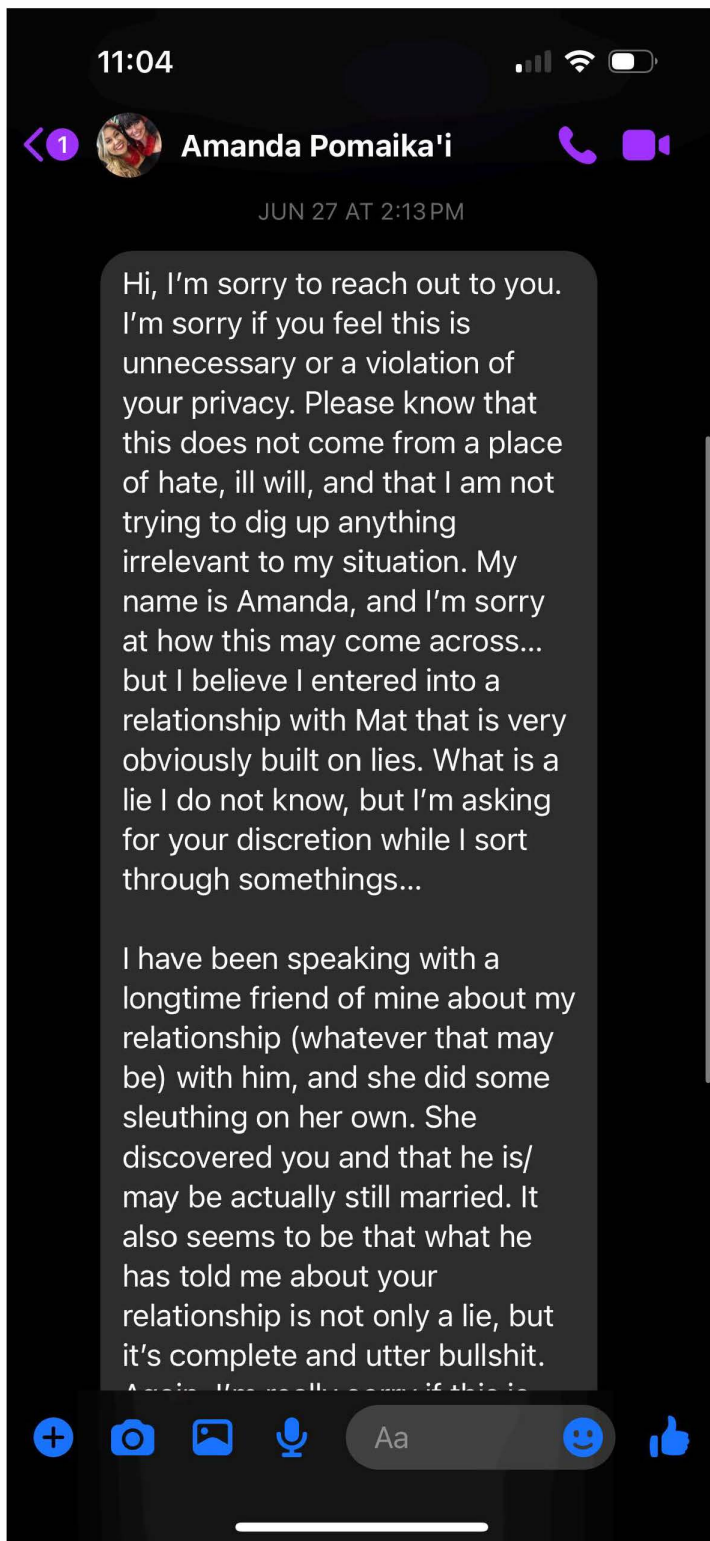 11:04
1
Amanda Pomaika'i
JUN 27 AT 2:13 PM
Hi, I'm sorry to reach out to you.
I'm sorry if you feel this is
unnecessary or a violation of
your privacy. Please know that
this does not come from a place
of hate, ill will, and that I am not
trying to dig up anything
irrelevant to my situation. My
name is Amanda, and I'm sorry
at how this may come across...
but I believe I entered into a
relationship with Mat that is very
obviously built on lies. What is a
lie I do not know, but I'm asking
for your discretion while I sort
through somethings...
I have been speaking with a
longtime friend of mine about my
relationship (whatever that may
be) with him, and she did some
sleuthing on her own. She
discovered you and that he is/
may be actually still married. It
also seems to be that what he
has told me about your
relationship is not only a lie, but
it's complete and utter bullshit.
Again, I'm really sorry if this is
Aa